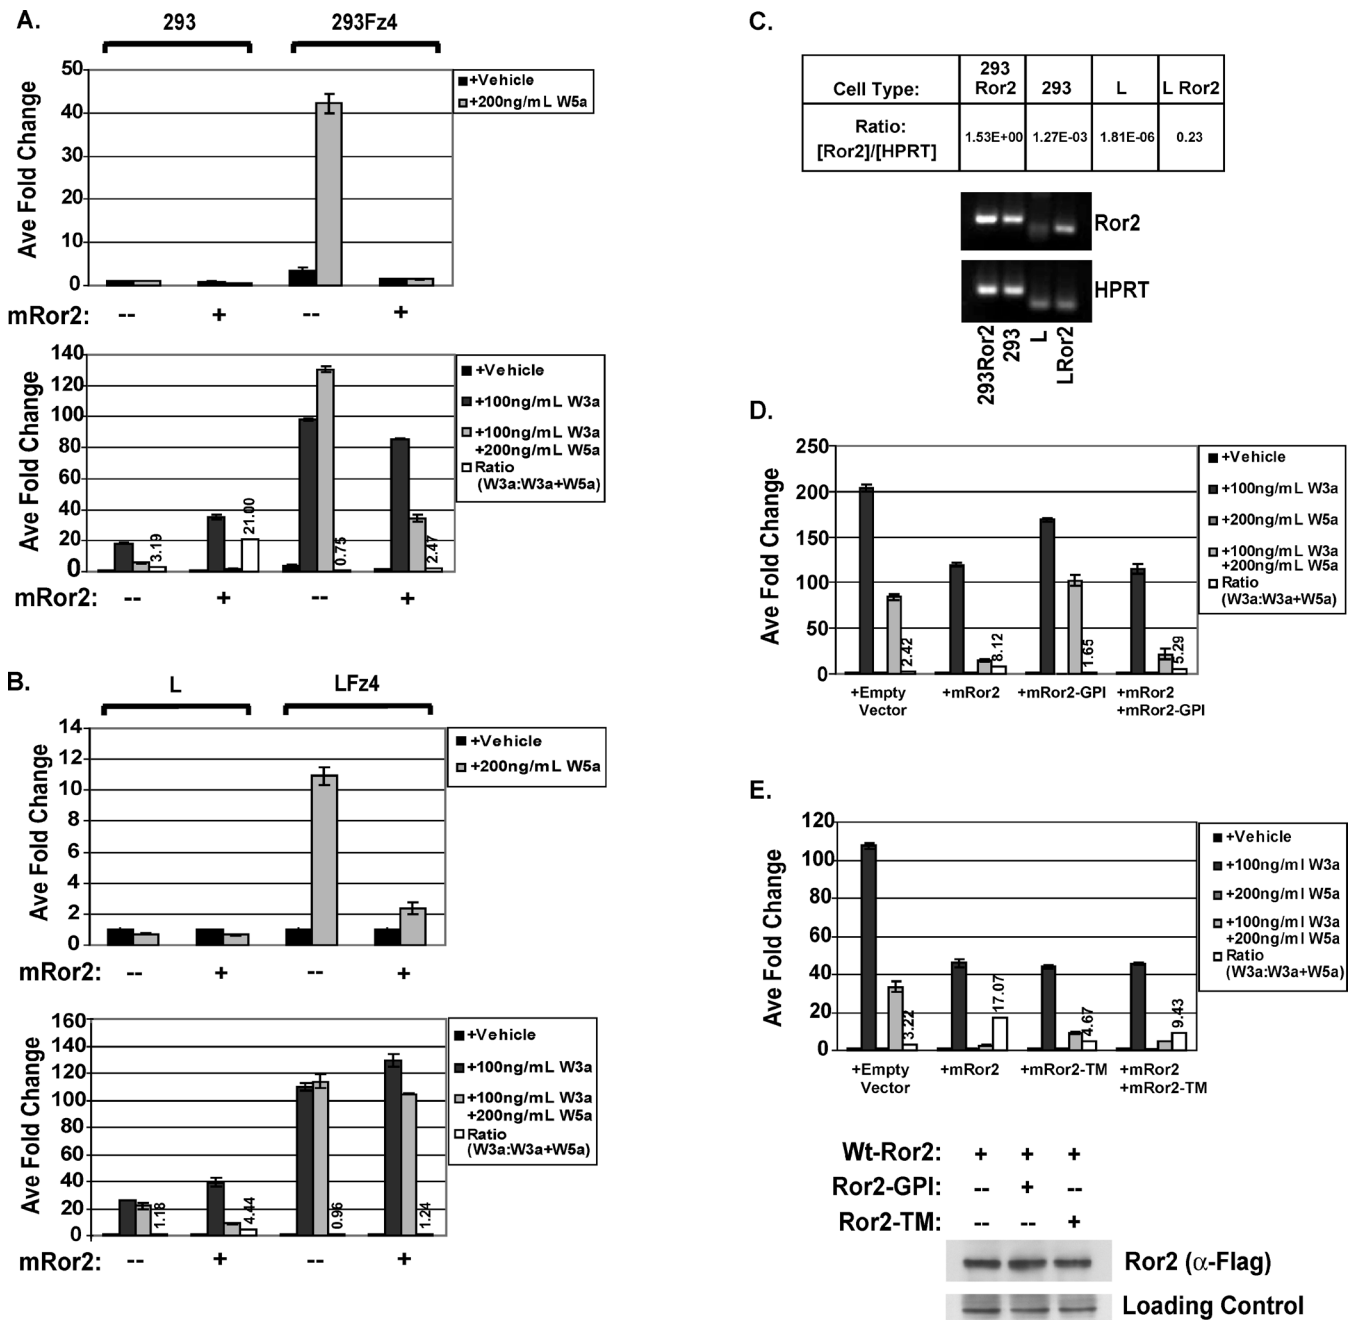 A.
293
293Fz4
Ave Fold Change
50
40
30
20
10
0
+Vehicle
+200ng/mL W5a
mRor2:
--
+
--
+
Ave Fold Change
140
120
100
80
60
40
20
0
3.19
21.00
0.75
2.47
+Vehicle
+100ng/mL W3a
+100ng/mL W3a
+200ng/mL W5a
Ratio
(W3a:W3a+W5a)
mRor2:
--
+
--
+
B.
L
LFz4
Ave Fold Change
14
12
10
8
6
4
2
0
+Vehicle
+200ng/mL W5a
mRor2:
--
+
--
+
Ave Fold Change
160
140
120
100
80
60
40
20
0
1.18
4.44
0.96
1.24
+Vehicle
+100ng/mL W3a
+100ng/mL W3a
+200ng/mL W5a
Ratio
(W3a:W3a+W5a)
mRor2:
--
+
--
+
C.
Cell Type:
293
Ror2
293
L
L Ror2
Ratio:
[Ror2]/[HPRT]
1.53E+00
1.27E-03
1.81E-06
0.23
Ror2
HPRT
293Ror2
293
L
LRor2
D.
Ave Fold Change
250
200
150
100
50
0
2.42
8.12
1.65
5.29
+Vehicle
+100ng/mL W3a
+200ng/mL W5a
+100ng/mL W3a
+200ng/mL W5a
Ratio
(W3a:W3a+W5a)
+Empty
Vector
+mRor2
+mRor2-GPI
+mRor2
+mRor2-GPI
E.
Ave Fold Change
120
100
80
60
40
20
0
3.22
17.07
4.67
9.43
+Vehicle
+100ng/ml W3a
+200ng/ml W5a
+100ng/ml W3a
+200ng/ml W5a
Ratio
(W3a:W3a+W5a)
+Empty
Vector
+mRor2
+mRor2-TM
+mRor2
+mRor2-TM
Wt-Ror2: + + +
Ror2-GPI: -- + --
Ror2-TM: -- -- +
Ror2 (α-Flag)
Loading Control